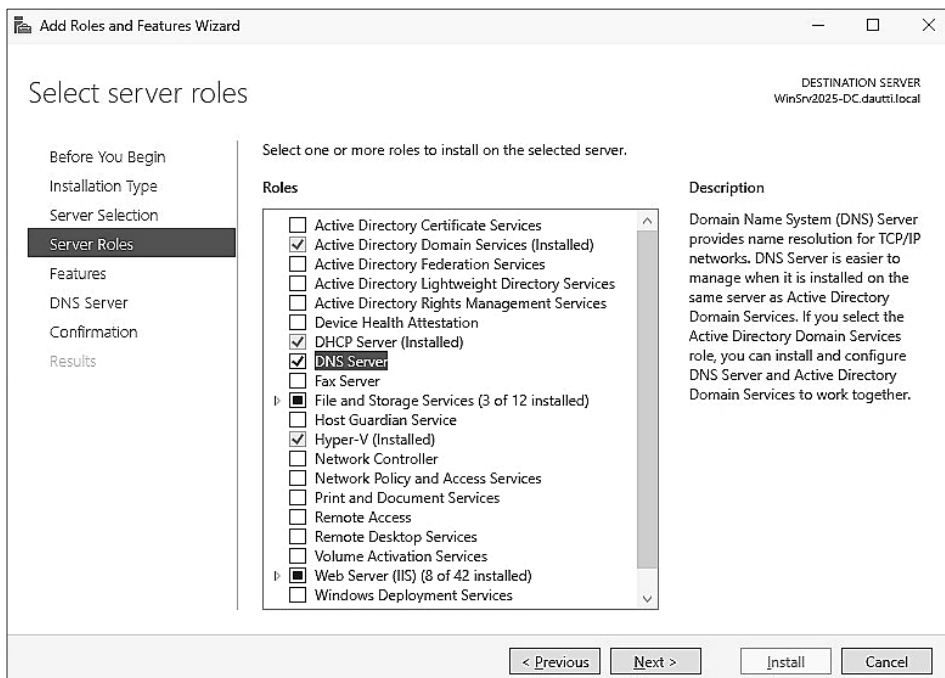 Add Roles and Features Wizard
Select server roles
DESTINATION SERVER
WinSrv2025-DC.dautti.local
Before You Begin
Installation Type
Server Selection
Server Roles
Features
DNS Server
Confirmation
Results
Select one or more roles to install on the selected server.
Roles
Active Directory Certificate Services
Active Directory Domain Services (Installed)
Active Directory Federation Services
Active Directory Lightweight Directory Services
Active Directory Rights Management Services
Device Health Attestation
DHCP Server (Installed)
DNS Server
Fax Server
File and Storage Services (3 of 12 installed)
Host Guardian Service
Hyper-V (Installed)
Network Controller
Network Policy and Access Services
Print and Document Services
Remote Access
Remote Desktop Services
Volume Activation Services
Web Server (IIS) (8 of 42 installed)
Windows Deployment Services
Description
Domain Name System (DNS) Server
provides name resolution for TCP/IP
networks. DNS Server is easier to
manage when it is installed on the
same server as Active Directory
Domain Services. If you select the
Active Directory Domain Services
role, you can install and configure
DNS Server and Active Directory
Domain Services to work together.
< Previous
Next >
Install
Cancel